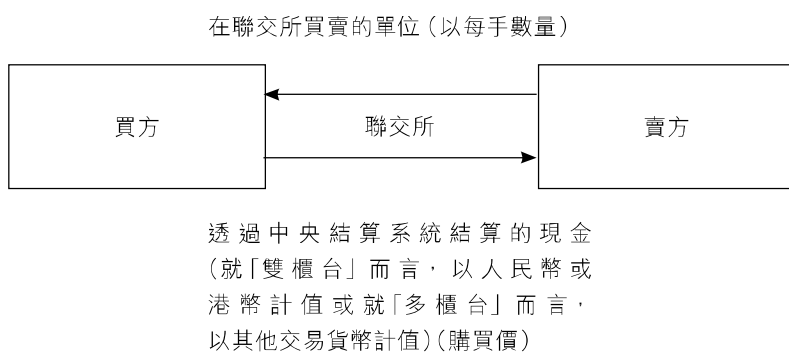 在聯交所買賣的單位(以每手數量)
買方
聯交所
賣方
透過中央結算系統結算的現金
(就「雙櫃台」而言，以人民幣或
港幣計值或就「多櫃台」而言，
以其他交易貨幣計值)(購買價)